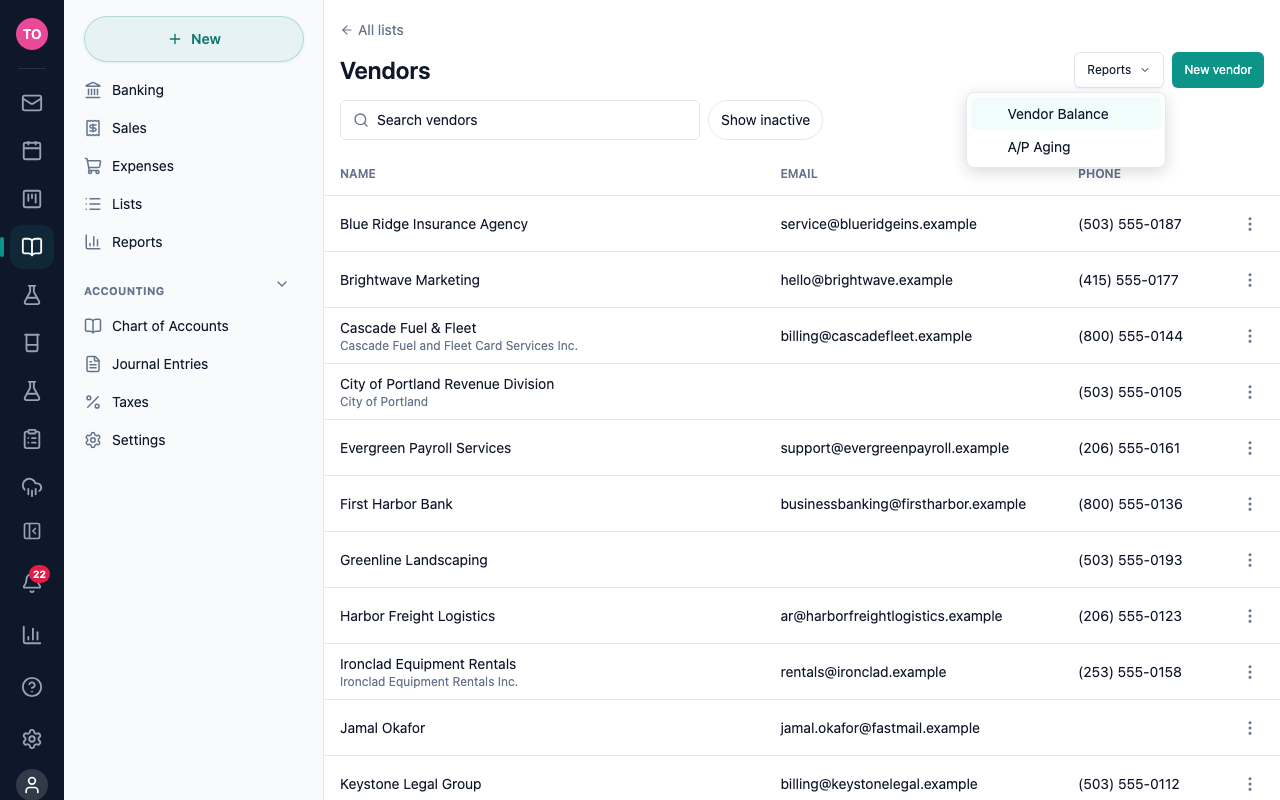 TO
22
New
Banking
Sales
Expenses
Lists
Reports
ACCOUNTING
Chart of Accounts
Journal Entries
Taxes
Settings
All lists
Vendors
Reports
New vendor
Vendor Balance
A/P Aging
Search vendors
Show inactive
NAME EMAIL PHONE
Blue Ridge Insurance Agency service@blueridgeins.example (503) 555-0187
Brightwave Marketing hello@brightwave.example (415) 555-0177
Cascade Fuel & Fleet
Cascade Fuel and Fleet Card Services Inc.
billing@cascadefleet.example (800) 555-0144
City of Portland Revenue Division
City of Portland
(503) 555-0105
Evergreen Payroll Services support@evergreenpayroll.example (206) 555-0161
First Harbor Bank businessbanking@firstharbor.example (800) 555-0136
Greenline Landscaping (503) 555-0193
Harbor Freight Logistics ar@harborfreightlogistics.example (206) 555-0123
Ironclad Equipment Rentals
Ironclad Equipment Rentals Inc.
rentals@ironclad.example (253) 555-0158
Jamal Okafor jamal.okafor@fastmail.example
Keystone Legal Group billing@keystonelegal.example (503) 555-0112